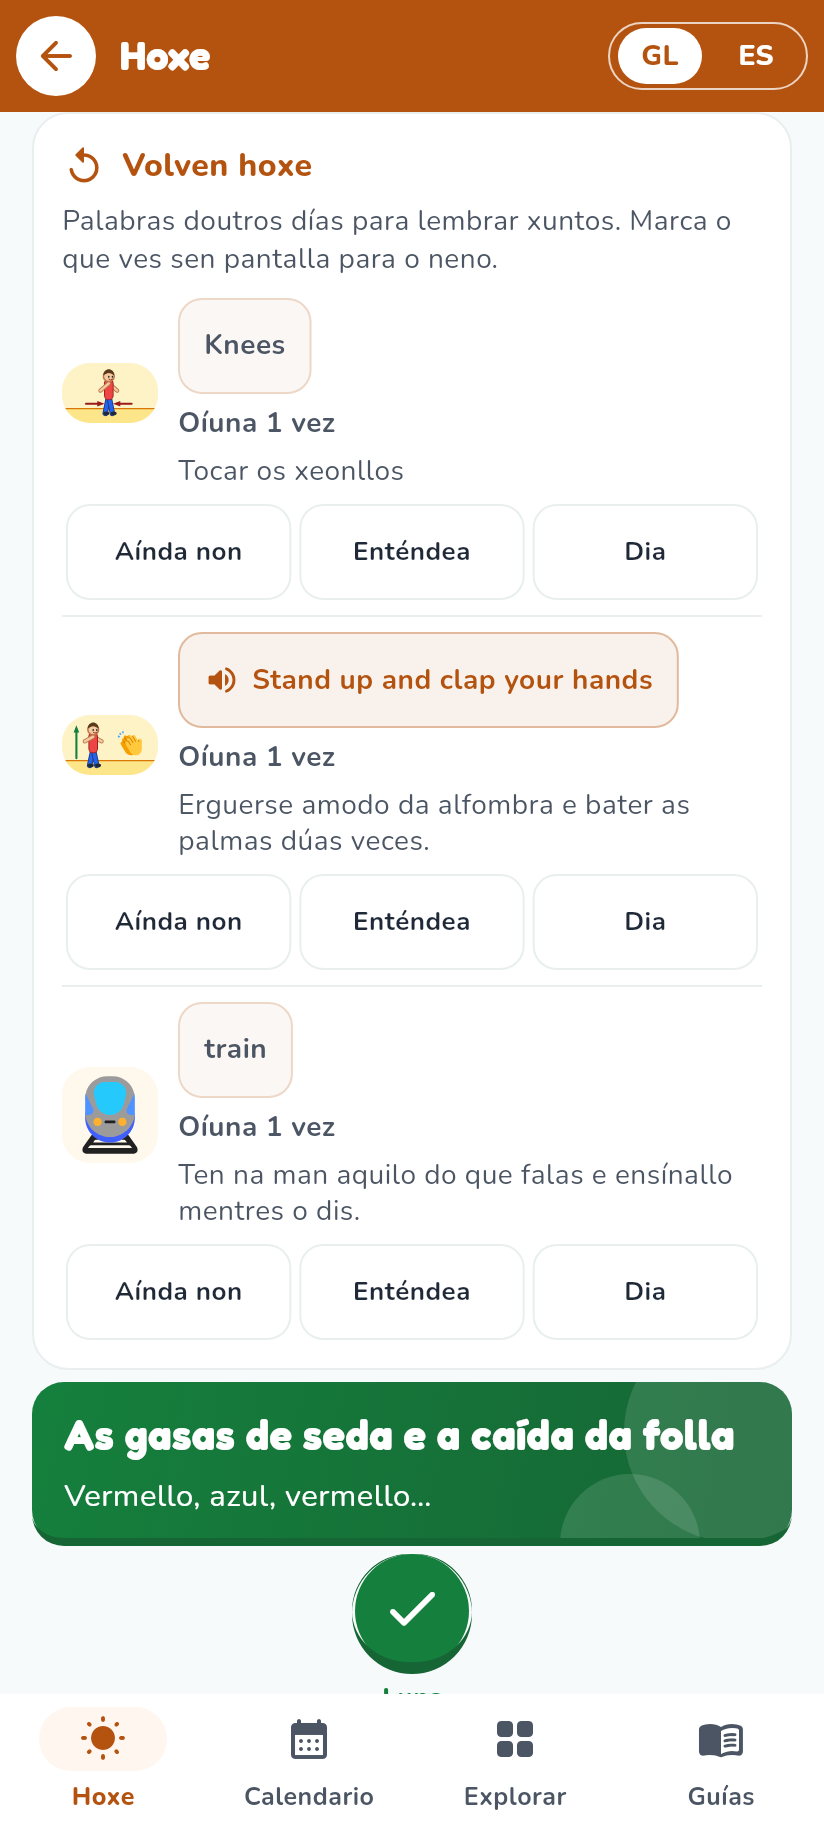 Hoxe
GL
ES
Volven hoxe
Palabras doutros días para lembrar xuntos. Marca o
que ves sen pantalla para o neno.
Knees
Oíuna 1 vez
Tocar os xeonllos
Aínda non
Enténdea
Dia
Stand up and clap your hands
Oíuna 1 vez
Erguerse amodo da alfombra e bater as
palmas dúas veces.
Aínda non
Enténdea
Dia
train
Oíuna 1 vez
Ten na man aquilo do que falas e ensínallo
mentres o dis.
Aínda non
Enténdea
Dia
As gasas de seda e a caída da folla
Vermello, azul, vermello...
Hoxe
Calendario
Explorar
Guías